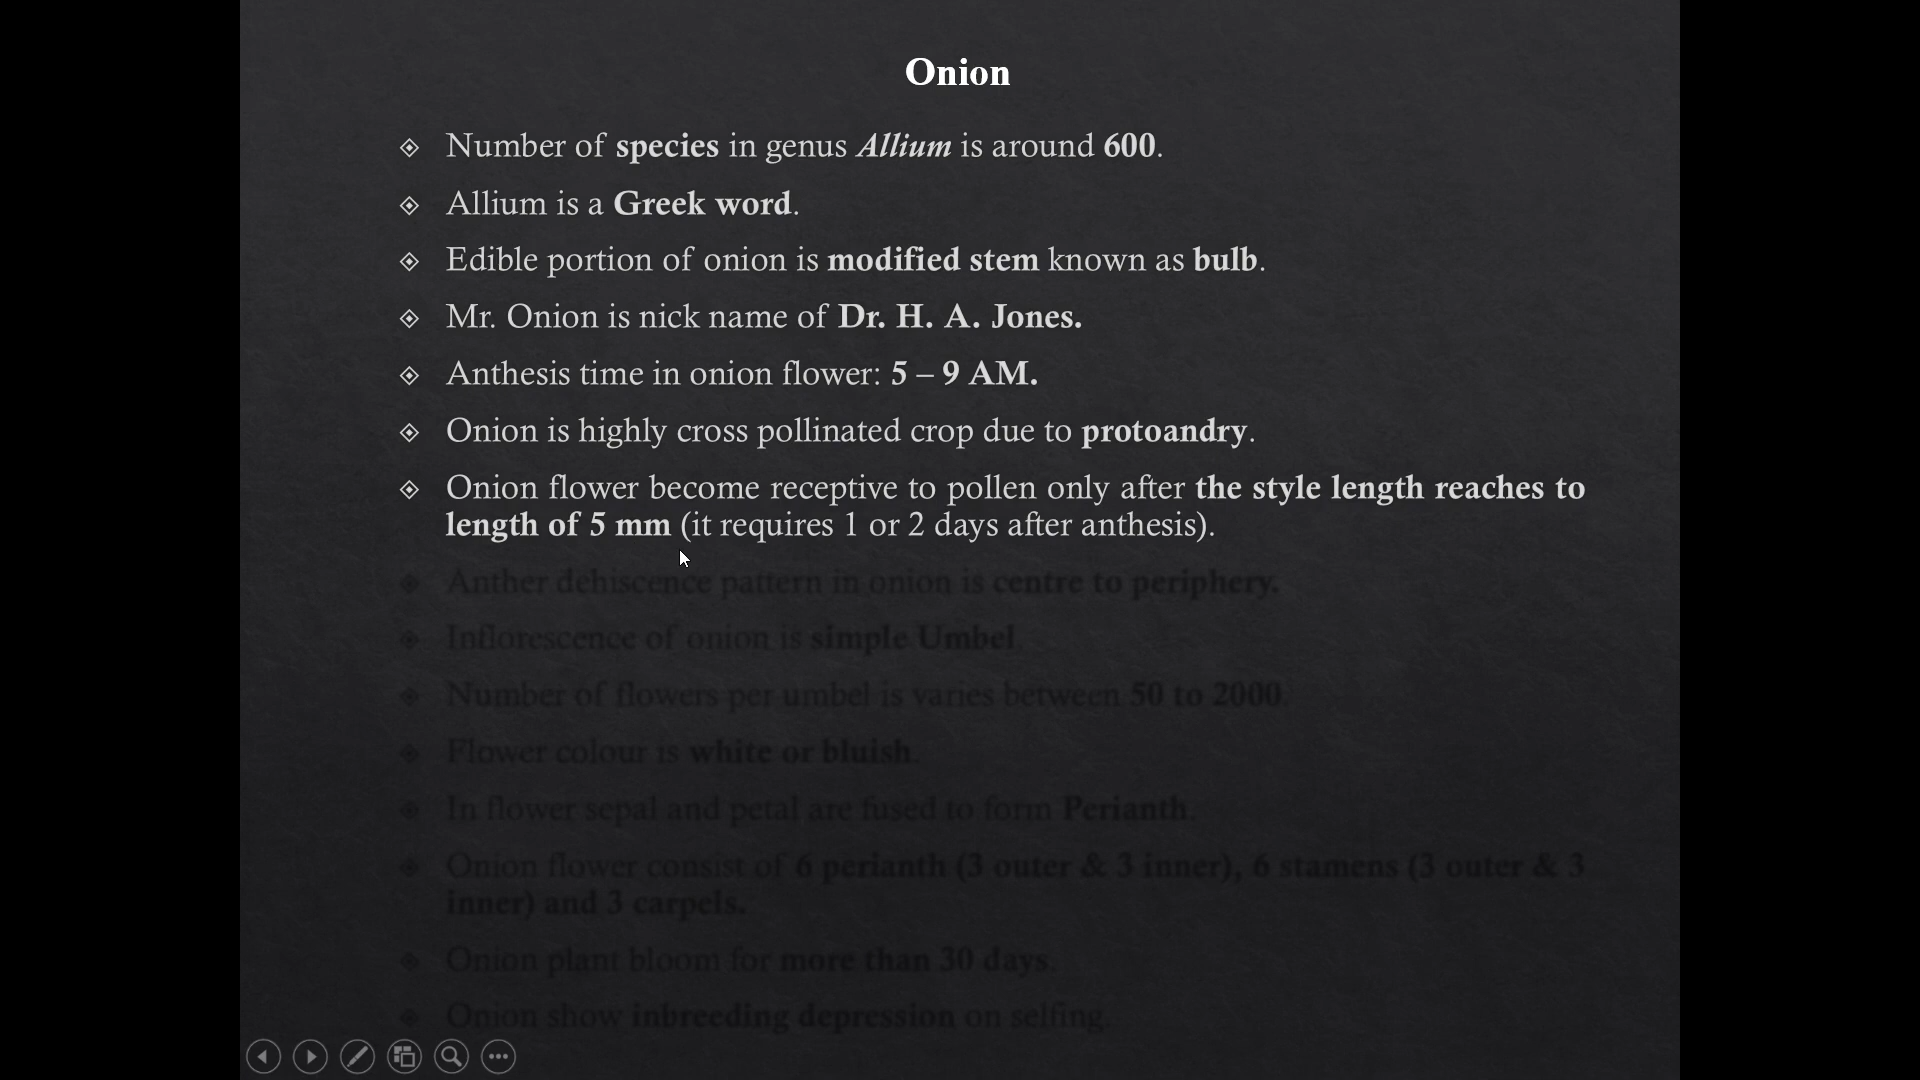 Onion
Number of species in genus Allium is around 600.
Allium is a Greek word.
Edible portion of onion is modified stem known as bulb.
Mr. Onion is nick name of Dr. H. A. Jones.
Anthesis time in onion flower: 5 – 9 AM.
Onion is highly cross pollinated crop due to protoandry.
Onion flower become receptive to pollen only after the style length reaches to
length of 5 mm (it requires 1 or 2 days after anthesis).
Anther dehiscence pattern in onion is centre to periphery.
Inflorescence of onion is simple Umbel.
Number of flowers per umbel is varies between 50 to 2000.
Flower colour is white or bluish.
In flower sepal and petal are fused to form Perianth.
Onion flower consist of 6 perianth (3 outer & 3 inner), 6 stamens (3 outer & 3
inner) and 3 carpels.
Onion plant bloom for more than 30 days.
Onion show inbreeding depression on selfing.